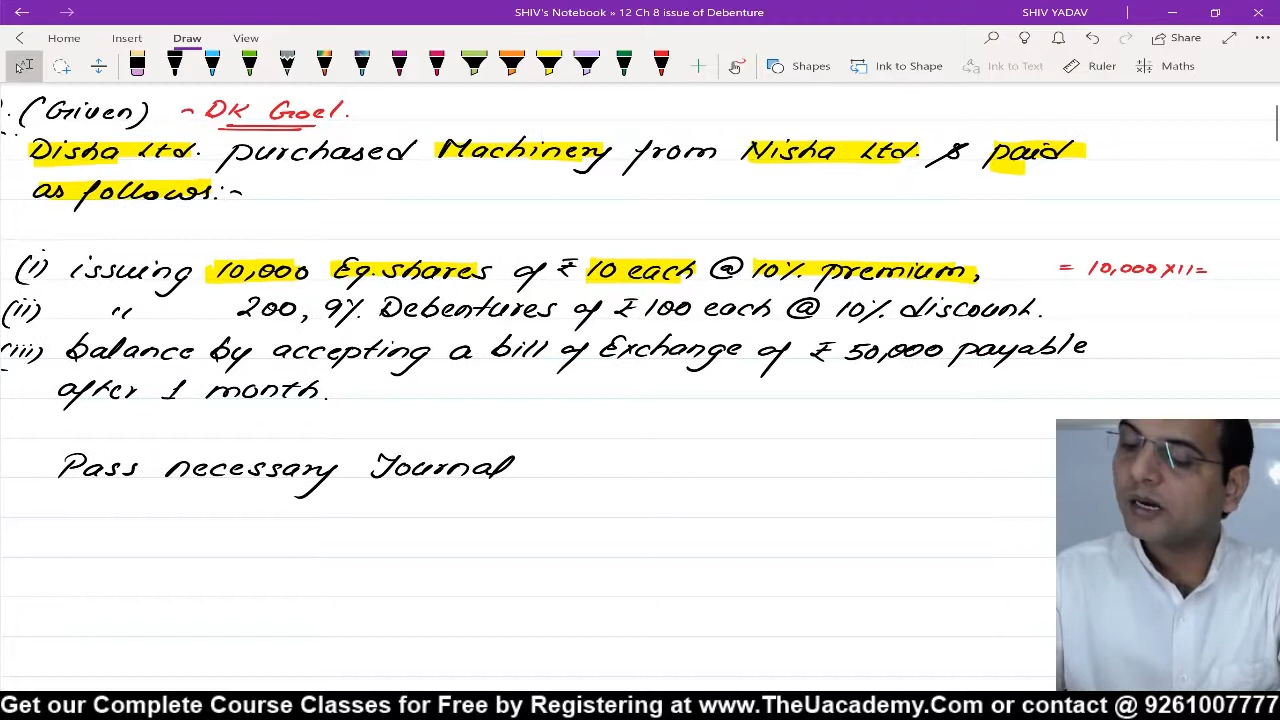 SHIV's Notebook » 12 Ch 8 issue of Debenture
SHIV YADAV
Home Insert Draw View
Share
Shapes Ink to Shape Ink to Text Ruler Maths
(Given) - DK Goel.
Disha Ltd. purchased Machinery from Nisha Ltd. & paid
as follows:-
(i) issuing 10,000 Eq. shares of ₹ 10 each @ 10% premium, = 10,000 x 11 =
(ii) " 200, 9% Debentures of ₹ 100 each @ 10% discount.
(iii) balance by accepting a bill of Exchange of ₹ 50,000 payable
after 1 month.
Pass necessary Journal
Get our Complete Course Classes for Free by Registering at www.TheUacademy.Com or contact @ 9261007777